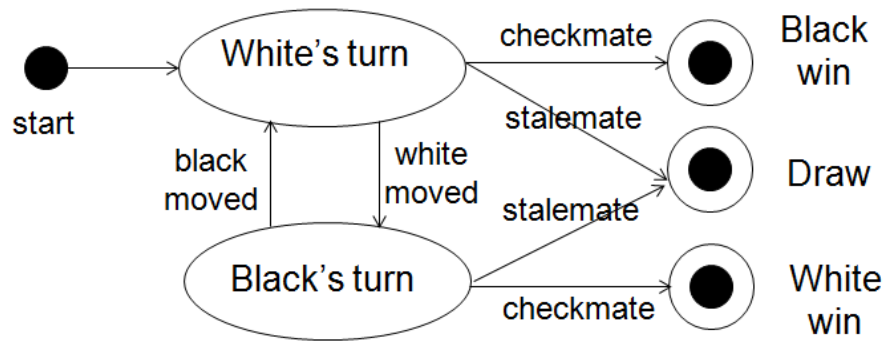 White's turn
checkmate
Black
win
start
stalemate
black
moved
white
moved
Draw
stalemate
Black's turn
checkmate
White
win